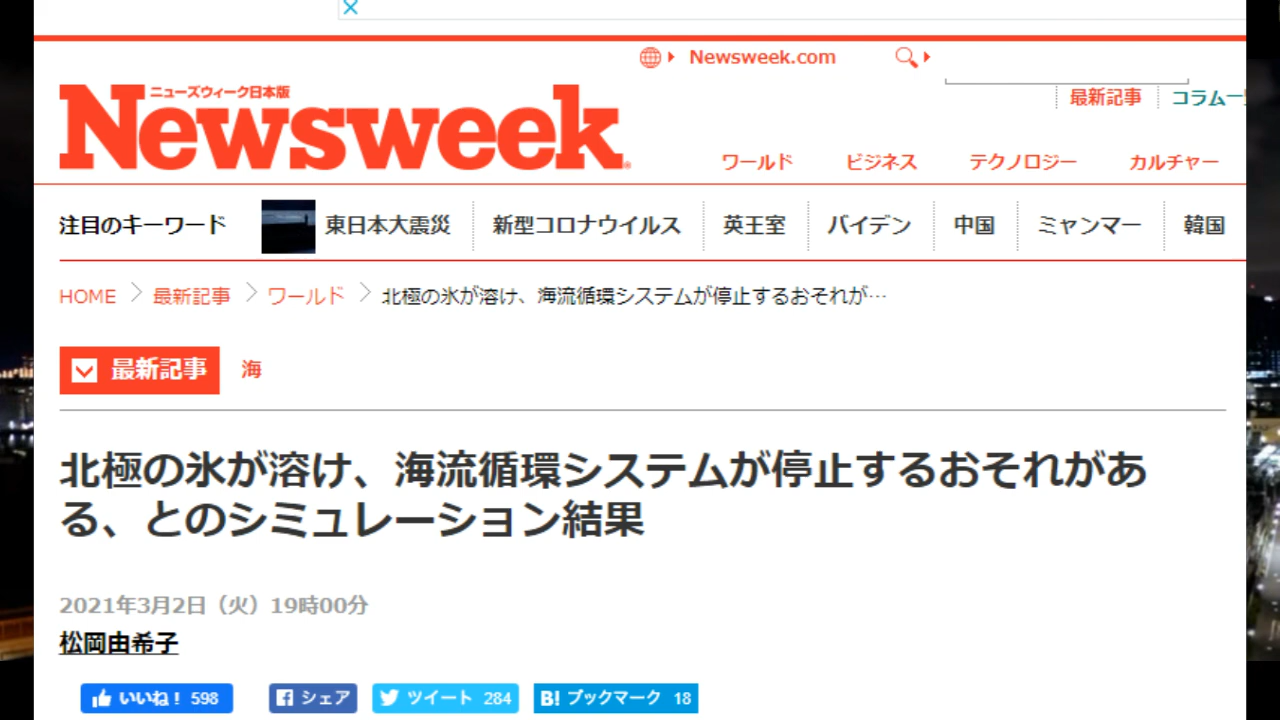 Newsweek.com
ニューズウィーク日本版
Newsweek
最新記事
コラム一
ワールド ビジネス テクノロジー カルチャー
注目のキーワード 東日本大震災 新型コロナウイルス 英王室 バイデン 中国 ミャンマー 韓国
HOME 最新記事 ワールド 北極の氷が溶け、海流循環システムが停止するおそれが…
最新記事 海
北極の氷が溶け、海流循環システムが停止するおそれがあ
る、とのシミュレーション結果
2021年3月2日（火）19時00分
松岡由希子
いいね！ 598 シェア ツイート 284 B! ブックマーク 18